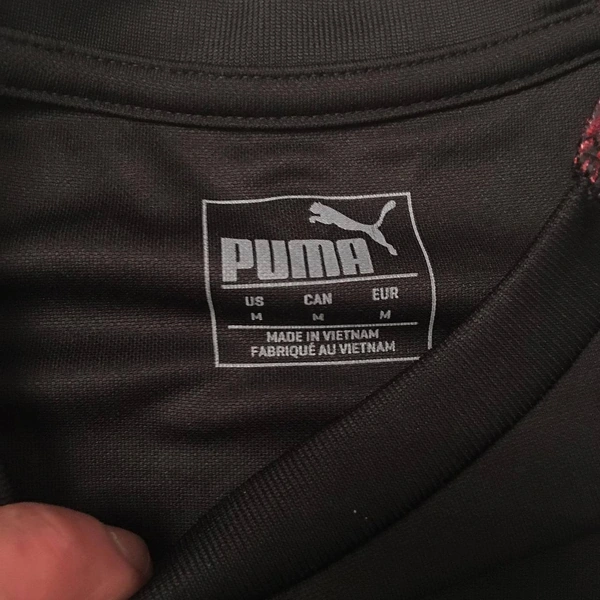 PUMA
US CAN EUR
M M M
MADE IN VIETNAM
FABRIQUÉ AU VIETNAM